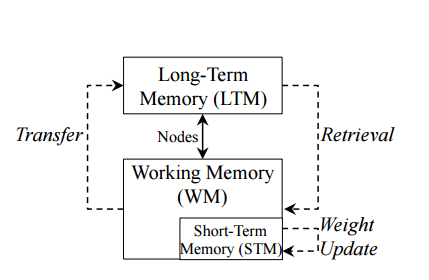 Long-Term
Memory (LTM)
Transfer
Nodes
Retrieval
Working Memory
(WM)
Short-Term
Memory (STM)
Weight
Update